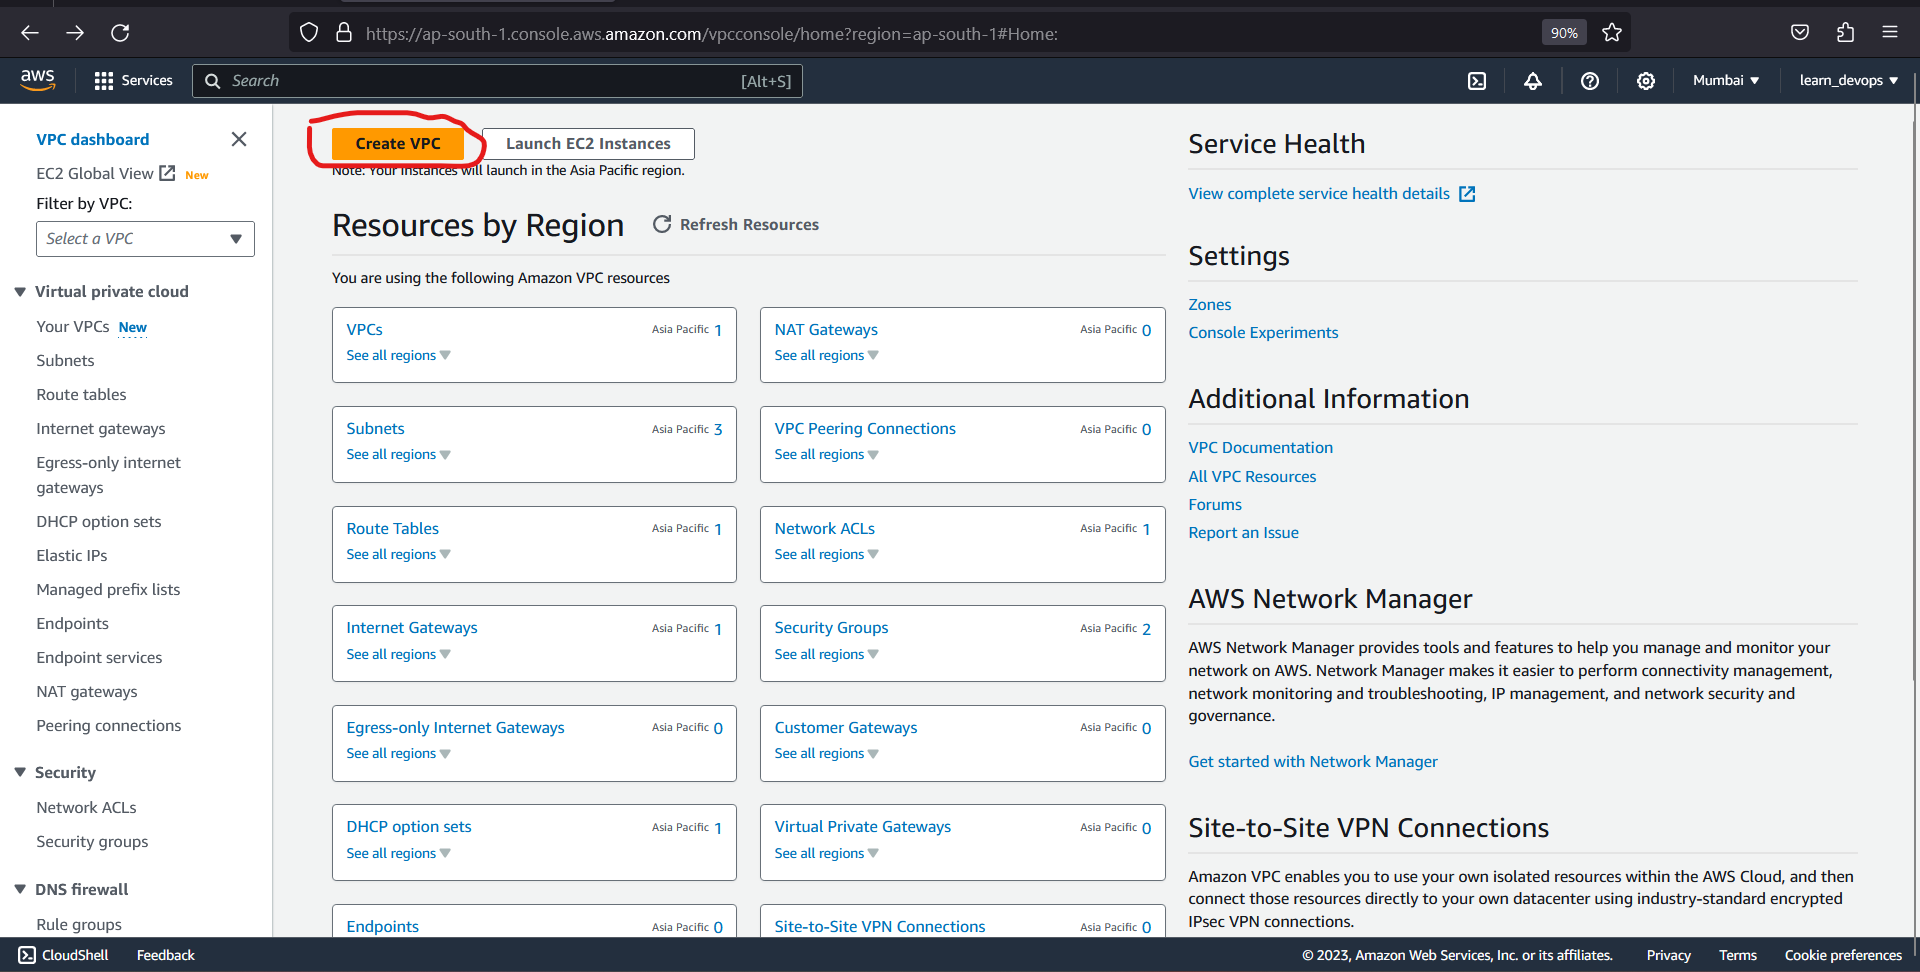 https://ap-south-1.console.aws.amazon.com/vpcconsole/home?region=ap-south-1#Home:
90%
aws
Services
Search
[Alt+S]
Mumbai
learn_devops
VPC dashboard
EC2 Global View New
Filter by VPC:
Select a VPC
Virtual private cloud
Your VPCs New
Subnets
Route tables
Internet gateways
Egress-only internet
gateways
DHCP option sets
Elastic IPs
Managed prefix lists
Endpoints
Endpoint services
NAT gateways
Peering connections
Security
Network ACLs
Security groups
DNS firewall
Rule groups
Create VPC
Launch EC2 Instances
Note: Your Instances will launch in the Asia Pacific region.
Resources by Region
Refresh Resources
You are using the following Amazon VPC resources
VPCs Asia Pacific 1
See all regions
NAT Gateways Asia Pacific 0
See all regions
Subnets Asia Pacific 3
See all regions
VPC Peering Connections Asia Pacific 0
See all regions
Route Tables Asia Pacific 1
See all regions
Network ACLs Asia Pacific 1
See all regions
Internet Gateways Asia Pacific 1
See all regions
Security Groups Asia Pacific 2
See all regions
Egress-only Internet Gateways Asia Pacific 0
See all regions
Customer Gateways Asia Pacific 0
See all regions
DHCP option sets Asia Pacific 1
See all regions
Virtual Private Gateways Asia Pacific 0
See all regions
Endpoints Asia Pacific 0
Site-to-Site VPN Connections Asia Pacific 0
Service Health
View complete service health details
Settings
Zones
Console Experiments
Additional Information
VPC Documentation
All VPC Resources
Forums
Report an Issue
AWS Network Manager
AWS Network Manager provides tools and features to help you manage and monitor your
network on AWS. Network Manager makes it easier to perform connectivity management,
network monitoring and troubleshooting, IP management, and network security and
governance.
Get started with Network Manager
Site-to-Site VPN Connections
Amazon VPC enables you to use your own isolated resources within the AWS Cloud, and then
connect those resources directly to your own datacenter using industry-standard encrypted
IPsec VPN connections.
CloudShell
Feedback
© 2023, Amazon Web Services, Inc. or its affiliates.
Privacy
Terms
Cookie preferences